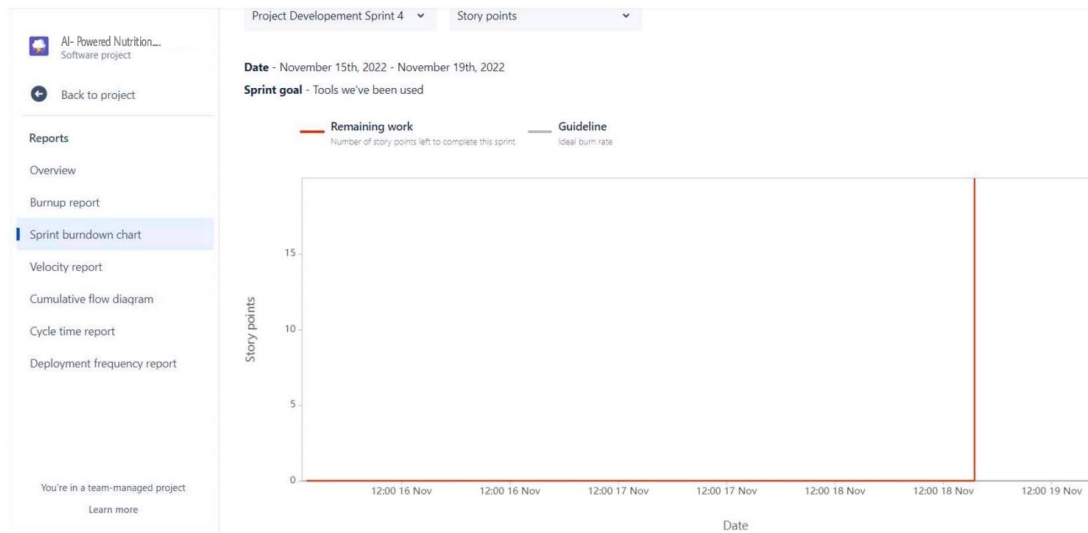 Project Developement Sprint 4
Story points
AI- Powered Nutrition....
Software project
Back to project
Reports
Overview
Burnup report
Sprint burndown chart
Velocity report
Cumulative flow diagram
Cycle time report
Deployment frequency report
You're in a team-managed project
Learn more
Date - November 15th, 2022 - November 19th, 2022
Sprint goal - Tools we've been used
Remaining work
Number of story points left to complete this sprint
Guideline
Ideal burn rate
Story points
15
10
5
0
12:00 16 Nov 12:00 16 Nov 12:00 17 Nov 12:00 17 Nov 12:00 18 Nov 12:00 18 Nov 12:00 19 Nov
Date